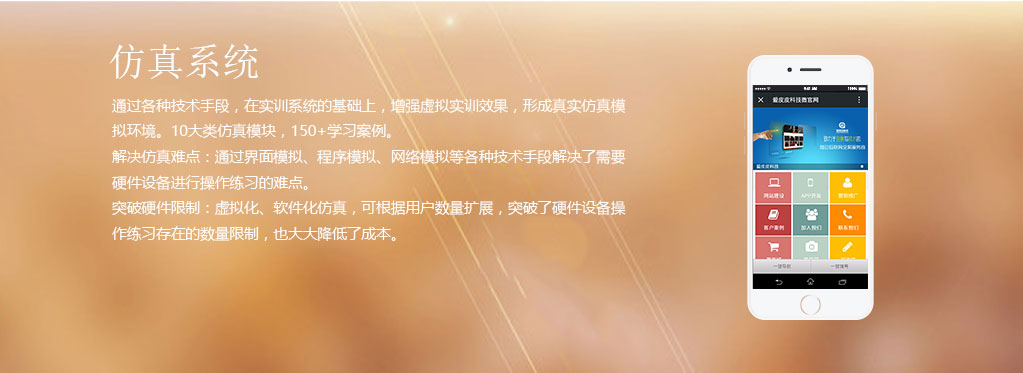 仿真系统
通过各种技术手段，在实训系统的基础上，增强虚拟实训效果，形成真实仿真模
拟环境。10大类仿真模块，150+学习案例。
解决仿真难点：通过界面模拟、程序模拟、网络模拟等各种技术手段解决了需要
硬件设备进行操作练习的难点。
突破硬件限制：虚拟化、软件化仿真，可根据用户数量扩展，突破了硬件设备操
作练习存在的数量限制，也大大降低了成本。
9:41 AM 100%
爱皮皮科技微官网
爱皮皮科技
网站建设 APP开发 营销推广
客户案例 加入我们 联系我们
一键导航 一键拨号